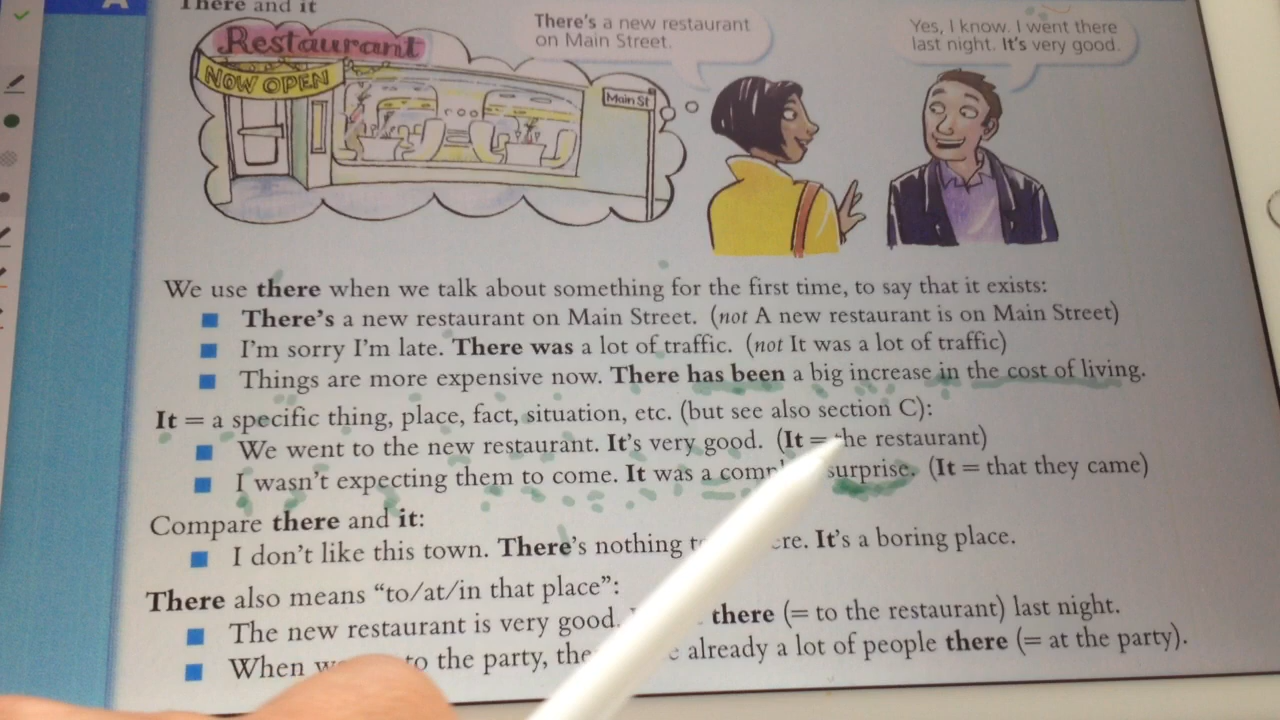 A
There and it
Restaurant
NOW OPEN
Main St
There's a new restaurant
on Main Street.
Yes, I know. I went there
last night. It's very good.
We use there when we talk about something for the first time, to say that it exists:
There's a new restaurant on Main Street. (not A new restaurant is on Main Street)
I'm sorry I'm late. There was a lot of traffic. (not It was a lot of traffic)
Things are more expensive now. There has been a big increase in the cost of living.
It = a specific thing, place, fact, situation, etc. (but see also section C):
We went to the new restaurant. It's very good. (It = the restaurant)
I wasn't expecting them to come. It was a surprise. (It = that they came)
Compare there and it:
I don't like this town. There's nothing It's a boring place.
There also means "to/at/in that place":
The new restaurant is very good. there (= to the restaurant) last night.
When to the party, already a lot of people there (= at the party).